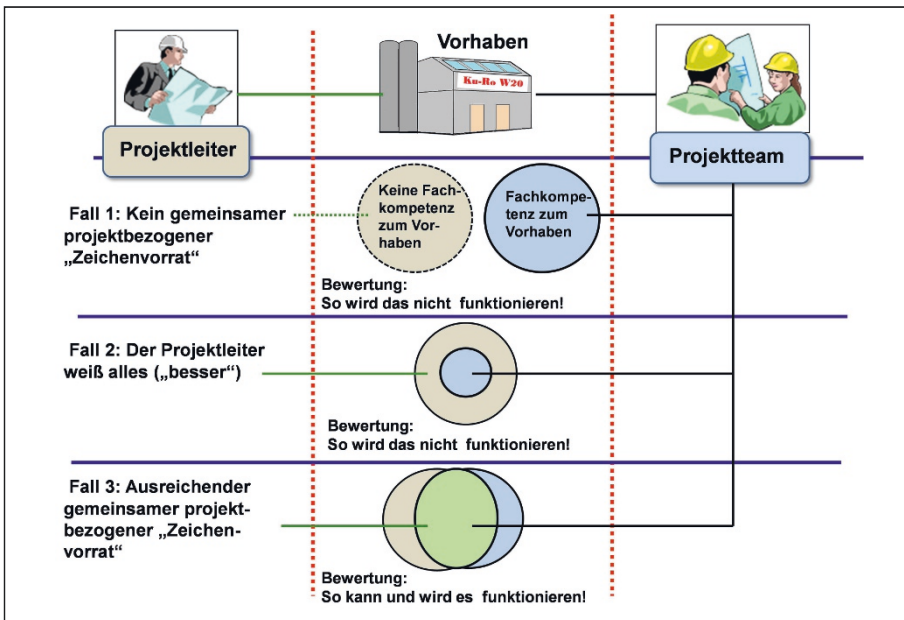 Vorhaben
Ku-Ro W20
Projektleiter
Projektteam
Fall 1: Kein gemeinsamer
projektbezogener
„Zeichenvorrat“
Keine Fach-
kompetenz
zum Vor-
haben
Fachkompe-
tenz zum
Vorhaben
Bewertung:
So wird das nicht funktionieren!
Fall 2: Der Projektleiter
weiß alles („besser“)
Bewertung:
So wird das nicht funktionieren!
Fall 3: Ausreichender
gemeinsamer projekt-
bezogener „Zeichen-
vorrat“
Bewertung:
So kann und wird es funktionieren!